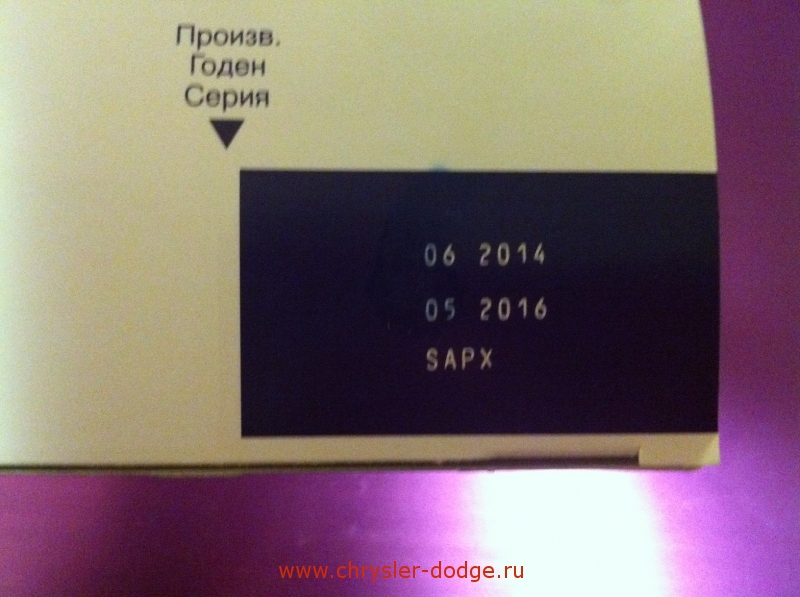 Произв.
Годен
Серия
06 2014
05 2016
SAPX
www.chrysler-dodge.ru